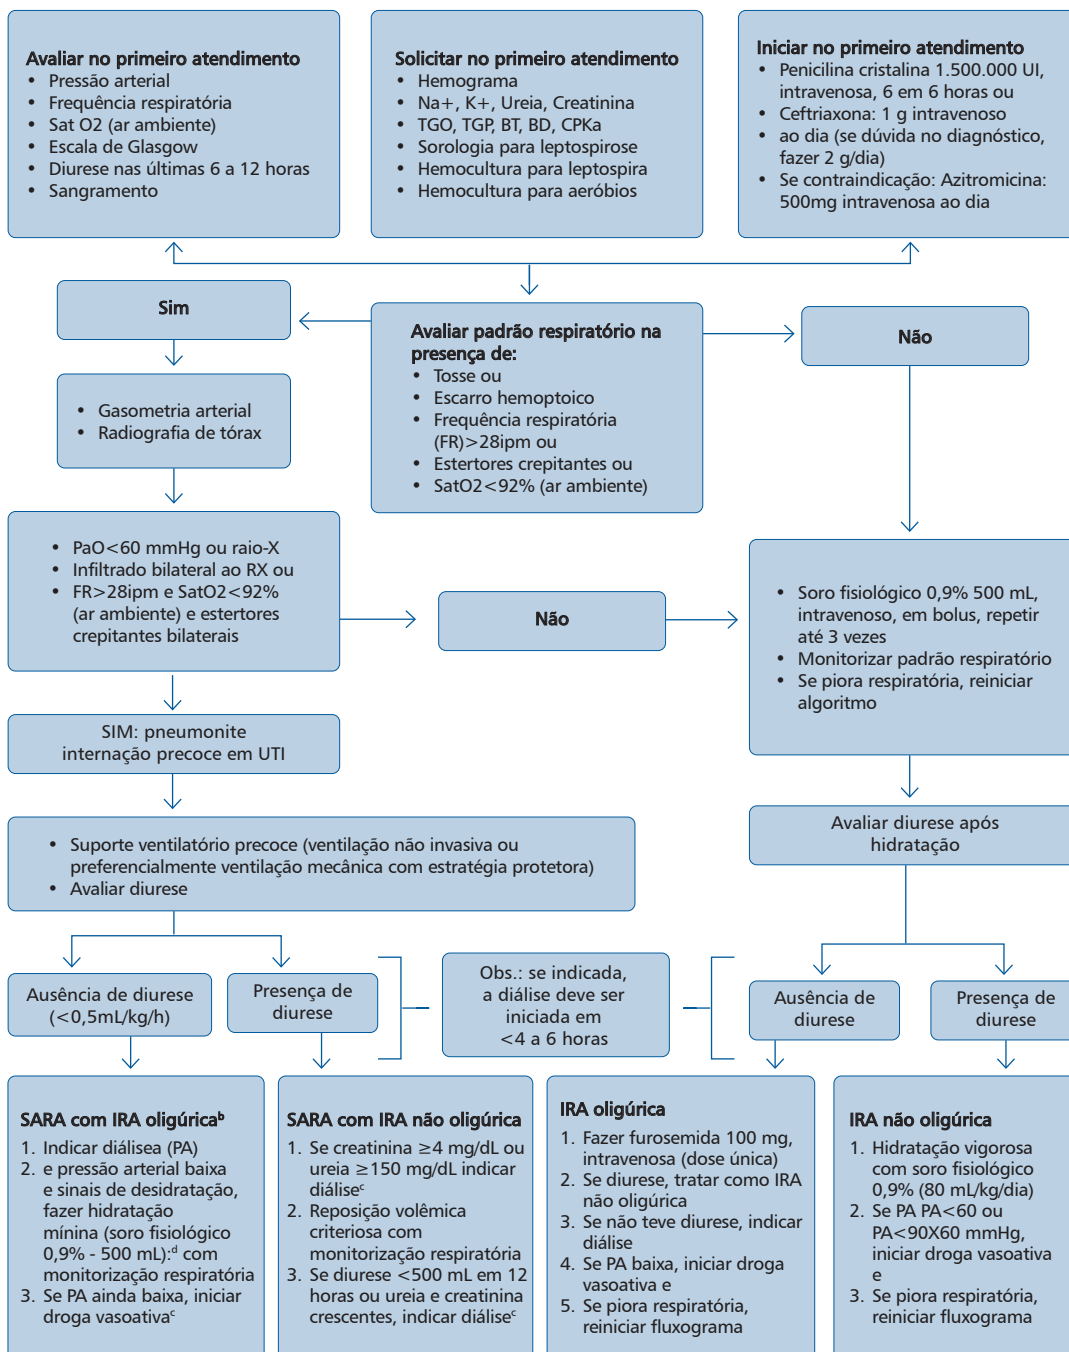 Avaliar no primeiro atendimento
• Pressão arterial
• Frequência respiratória
• Sat O2 (ar ambiente)
• Escala de Glasgow
• Diurese nas últimas 6 a 12 horas
• Sangramento
Solicitar no primeiro atendimento
• Hemograma
• Na+, K+, Ureia, Creatinina
• TGO, TGP, BT, BD, CPKa
• Sorologia para leptospirose
• Hemocultura para leptospira
• Hemocultura para aeróbios
Iniciar no primeiro atendimento
• Penicilina cristalina 1.500.000 UI,
intravenosa, 6 em 6 horas ou
• Ceftriaxona: 1 g intravenoso
• ao dia (se dúvida no diagnóstico,
fazer 2 g/dia)
• Se contraindicação: Azitromicina:
500mg intravenosa ao dia
Sim
Avaliar padrão respiratório na
presença de:
• Tosse ou
• Escarro hemoptoico
• Frequência respiratória
(FR)>28ipm ou
• Estertores crepitantes ou
• SatO2<92% (ar ambiente)
Não
• Gasometria arterial
• Radiografia de tórax
• PaO<60 mmHg ou raio-X
• Infiltrado bilateral ao RX ou
• FR>28ipm e SatO2<92%
(ar ambiente) e estertores
crepitantes bilaterais
Não
• Soro fisiológico 0,9% 500 mL,
intravenoso, em bolus, repetir
até 3 vezes
• Monitorizar padrão respiratório
• Se piora respiratória, reiniciar
algoritmo
SIM: pneumonite
internação precoce em UTI
• Suporte ventilatório precoce (ventilação não invasiva ou
preferencialmente ventilação mecânica com estratégia protetora)
• Avaliar diurese
Avaliar diurese após
hidratação
Ausência de diurese
(<0,5mL/kg/h)
Presença de
diurese
Obs.: se indicada,
a diálise deve ser
iniciada em
<4 a 6 horas
Ausência de
diurese
Presença de
diurese
SARA com IRA oligúricaᵇ
1. Indicar diálisea (PA)
2. e pressão arterial baixa
e sinais de desidratação,
fazer hidratação
mínina (soro fisiológico
0,9% - 500 mL):ᵈ com
monitorização respiratória
3. Se PA ainda baixa, iniciar
droga vasoativaᶜ
SARA com IRA não oligúrica
1. Se creatinina ≥4 mg/dL ou
ureia ≥150 mg/dL indicar
diáliseᶜ
2. Reposição volêmica
criteriosa com
monitorização respiratória
3. Se diurese <500 mL em 12
horas ou ureia e creatinina
crescentes, indicar diáliseᶜ
IRA oligúrica
1. Fazer furosemida 100 mg,
intravenosa (dose única)
2. Se diurese, tratar como IRA
não oligúrica
3. Se não teve diurese, indicar
diálise
4. Se PA baixa, iniciar droga
vasoativa e
5. Se piora respiratória,
reiniciar fluxograma
IRA não oligúrica
1. Hidratação vigorosa
com soro fisiológico
0,9% (80 mL/kg/dia)
2. Se PA PA<60 ou
PA<90X60 mmHg,
iniciar droga vasoativa
e
3. Se piora respiratória,
reiniciar fluxograma